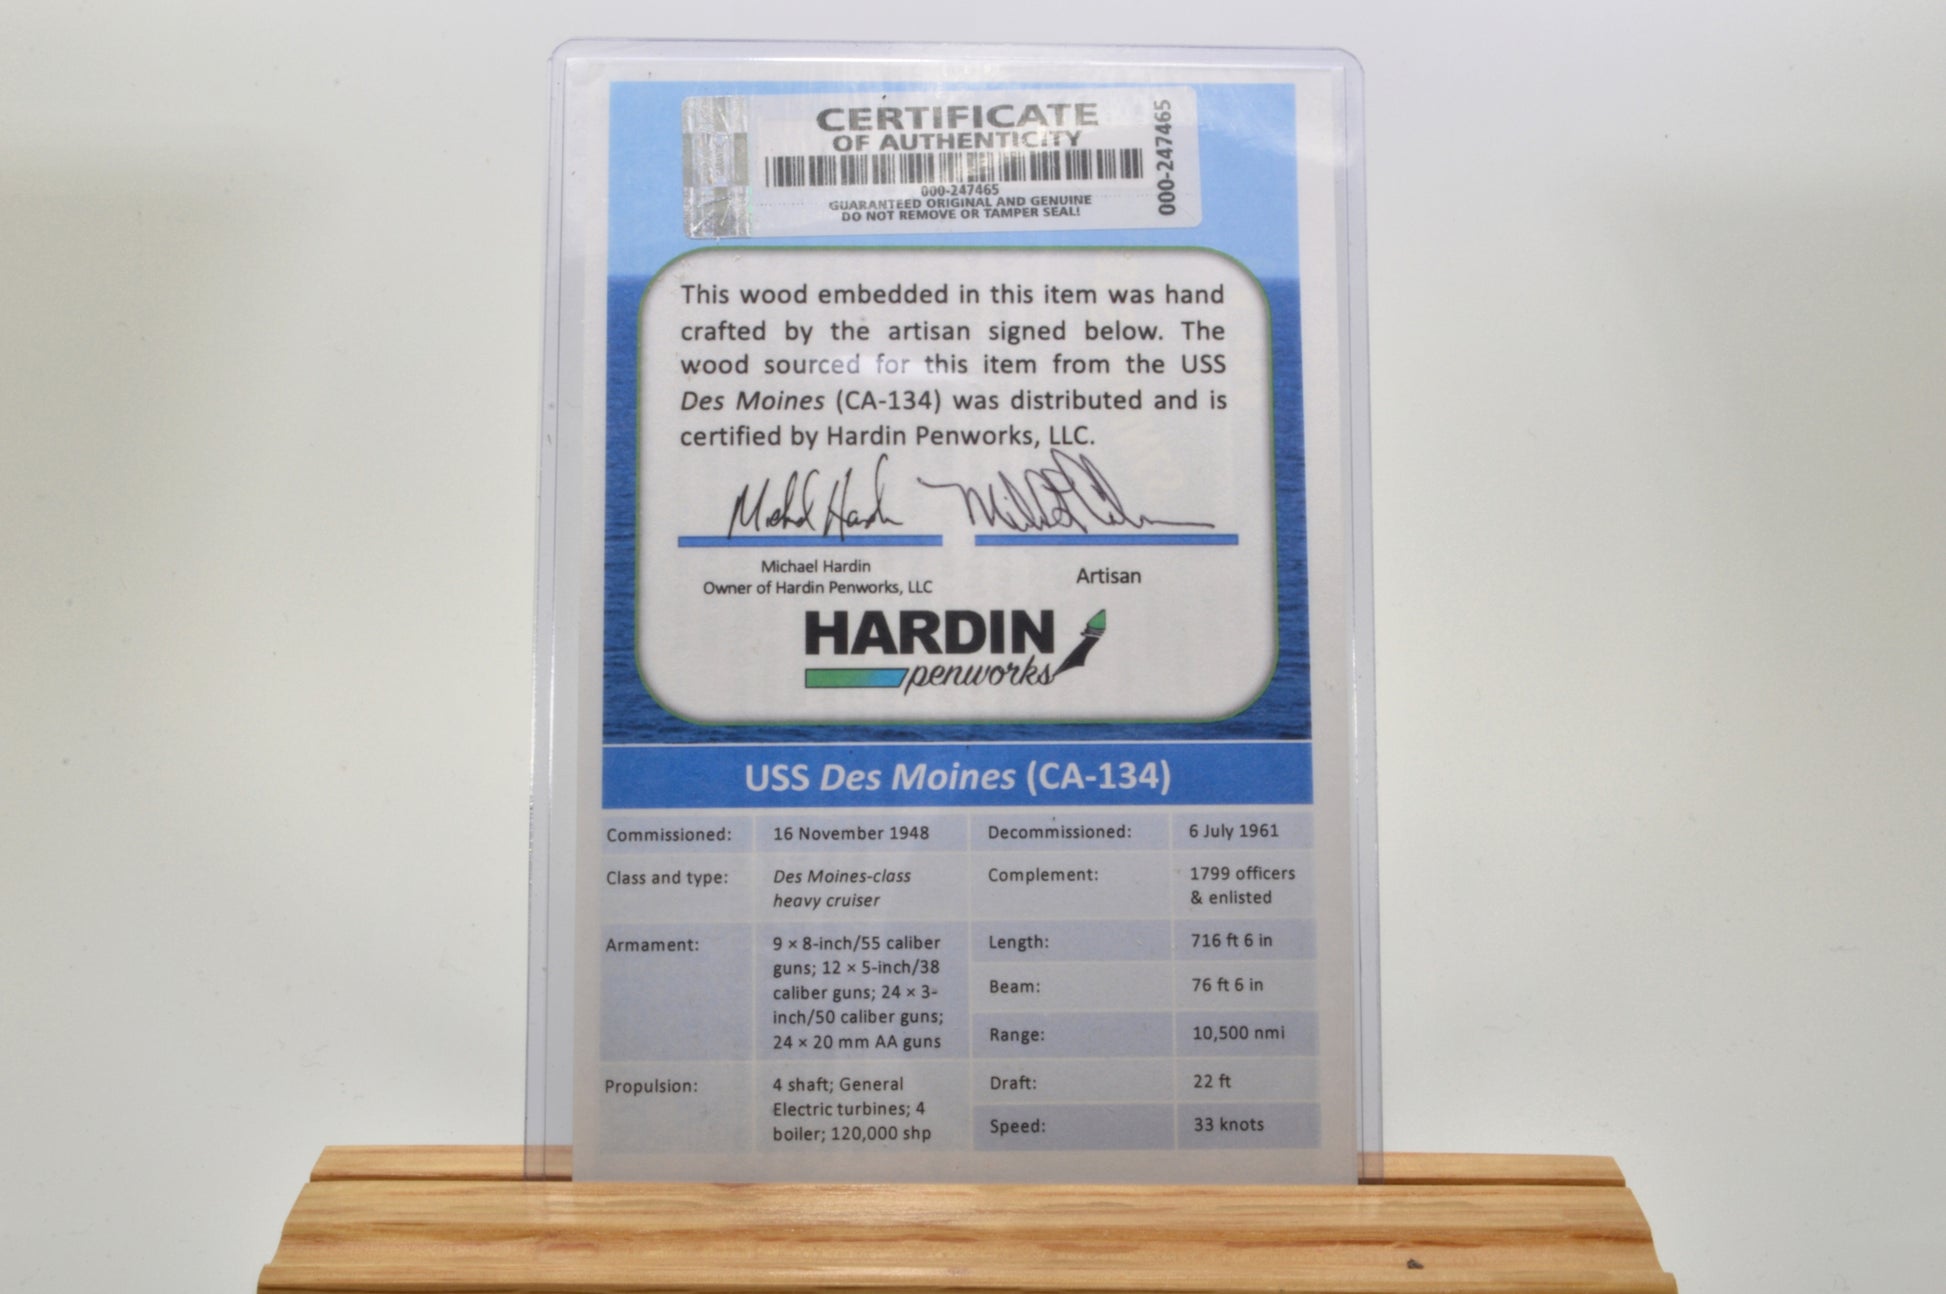 CERTIFICATE
OF AUTHENTICITY
000-247465
GUARANTEED ORIGINAL AND GENUINE
DO NOT REMOVE OR TAMPER SEAL!
000-247465
This wood embedded in this item was hand
crafted by the artisan signed below. The
wood sourced for this item from the USS
Des Moines (CA-134) was distributed and is
certified by Hardin Penworks, LLC.
Michael Hardin
Owner of Hardin Penworks, LLC
Artisan
HARDIN
penworks
USS Des Moines (CA-134)
Commissioned:
16 November 1948
Decommissioned:
6 July 1961
Class and type:
Des Moines-class
heavy cruiser
Complement:
1799 officers
& enlisted
Armament:
9 × 8-inch/55 caliber
guns; 12 × 5-inch/38
caliber guns; 24 × 3-
inch/50 caliber guns;
24 × 20 mm AA guns
Length:
716 ft 6 in
Beam:
76 ft 6 in
Range:
10,500 nmi
Propulsion:
4 shaft; General
Electric turbines; 4
boiler; 120,000 shp
Draft:
22 ft
Speed:
33 knots